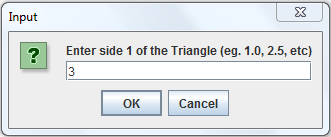 Input
Enter side 1 of the Triangle (eg. 1.0, 2.5, etc)
3
OK Cancel